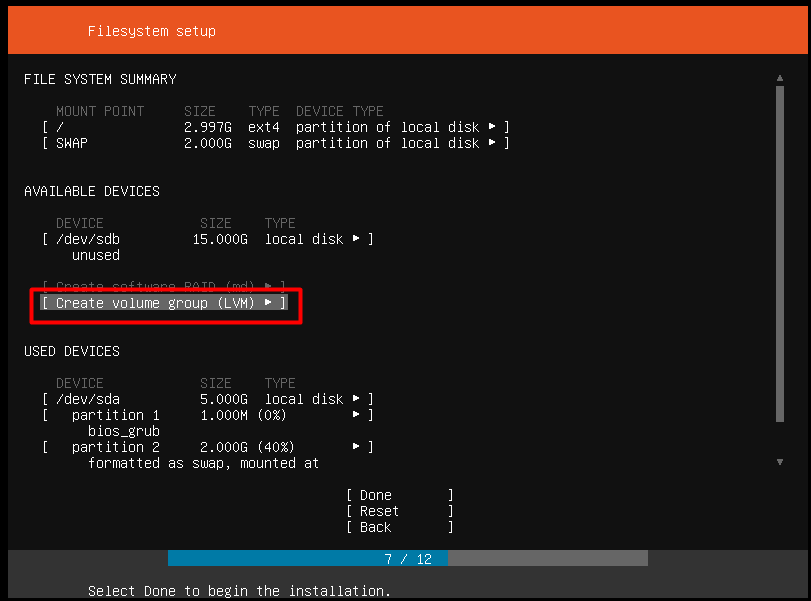 Filesystem setup
FILE SYSTEM SUMMARY
MOUNT POINT SIZE TYPE DEVICE TYPE
[ / 2.997G ext4 partition of local disk ▸ ]
[ SWAP 2.000G swap partition of local disk ▸ ]
AVAILABLE DEVICES
DEVICE SIZE TYPE
[ /dev/sdb 15.000G local disk ▸ ]
unused
[ Create software RAID (md) ▸ ]
[ Create volume group (LVM) ▸ ]
USED DEVICES
DEVICE SIZE TYPE
[ /dev/sda 5.000G local disk ▸ ]
[ partition 1 1.000M (0%) ▸ ]
bios_grub
[ partition 2 2.000G (40%) ▸ ]
formatted as swap, mounted at
[ Done ]
[ Reset ]
[ Back ]
7 / 12
Select Done to begin the installation.